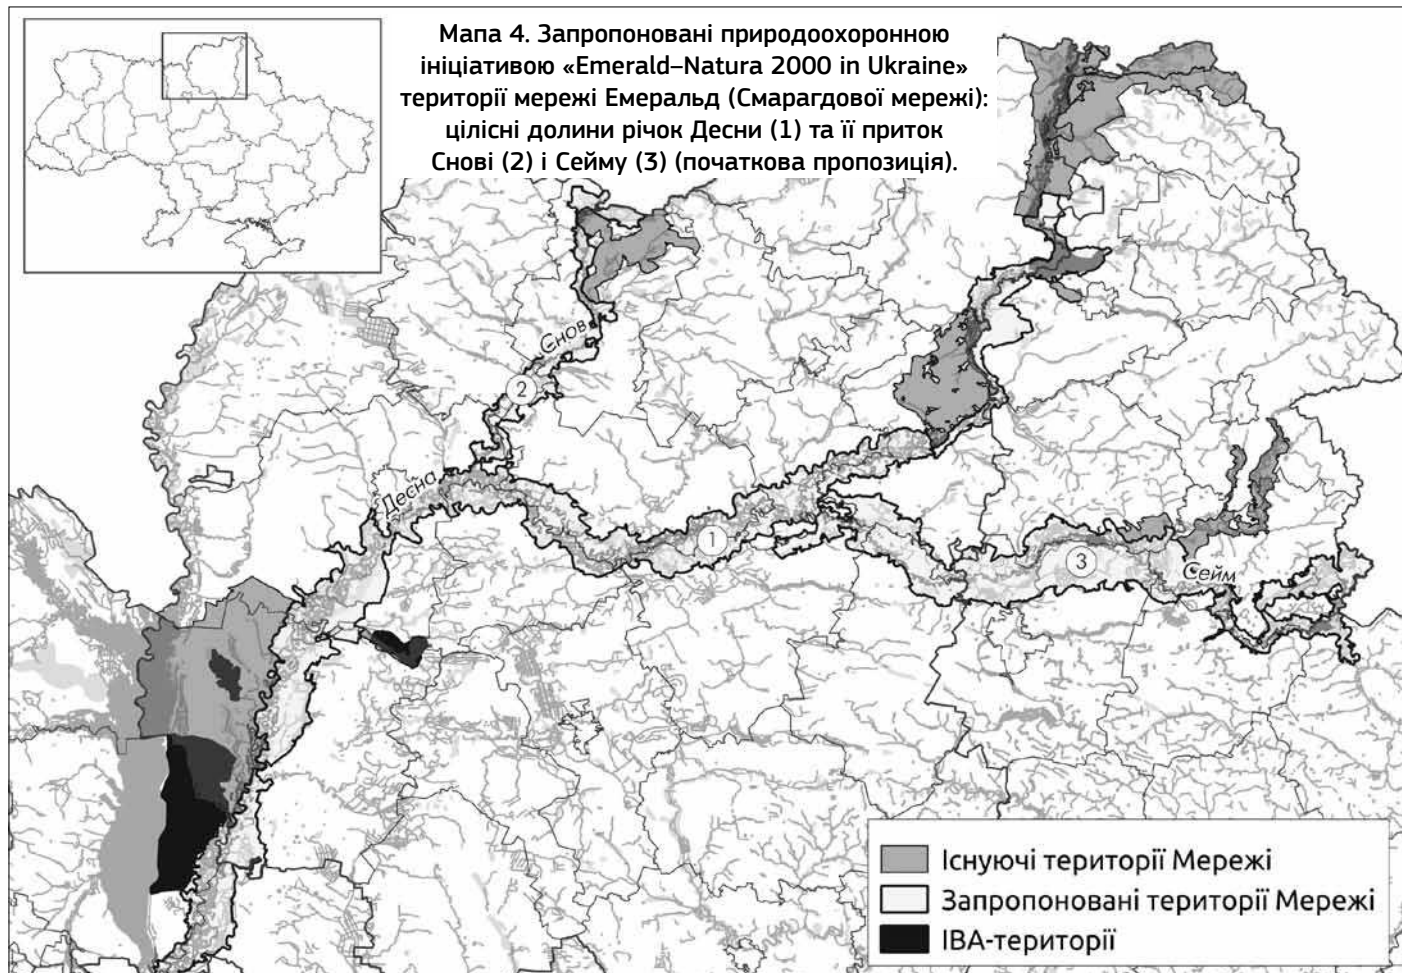 Мапа 4. Запропоновані природоохоронною
ініціативою «Emerald–Natura 2000 in Ukraine»
території мережі Емеральд (Смарагдової мережі):
цілісні долини річок Десни (1) та її приток
Снові (2) і Сейму (3) (початкова пропозиція).
Снов
2
Десна
1
3
Сейм
Існуючі території Мережі
Запропоновані території Мережі
IBA-території